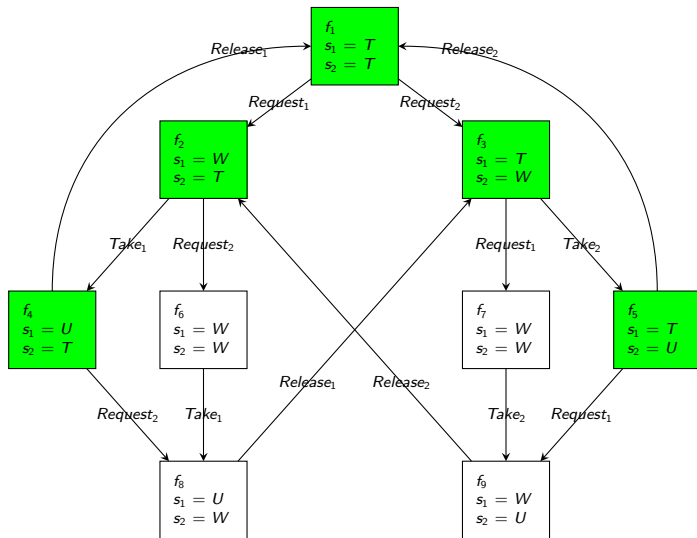 f₁
s₁ = T
s₂ = T
Release₁
Release₂
Request₁
Request₂
f₂
s₁ = W
s₂ = T
f₃
s₁ = T
s₂ = W
Take₁
Request₂
Request₁
Take₂
f₄
s₁ = U
s₂ = T
f₆
s₁ = W
s₂ = W
f₇
s₁ = W
s₂ = W
f₅
s₁ = T
s₂ = U
Release₁
Release₂
Request₂
Take₁
Take₂
Request₁
f₈
s₁ = U
s₂ = W
f₉
s₁ = W
s₂ = U